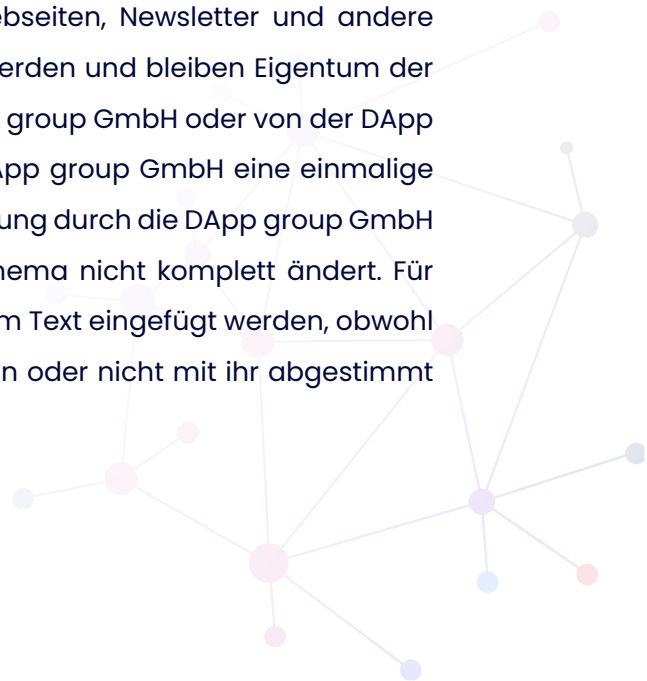 bseiten, Newsletter und andere
erden und bleiben Eigentum der
group GmbH oder von der DApp
App group GmbH eine einmalige
ung durch die DApp group GmbH
ema nicht komplett ändert. Für
m Text eingefügt werden, obwohl
n oder nicht mit ihr abgestimmt